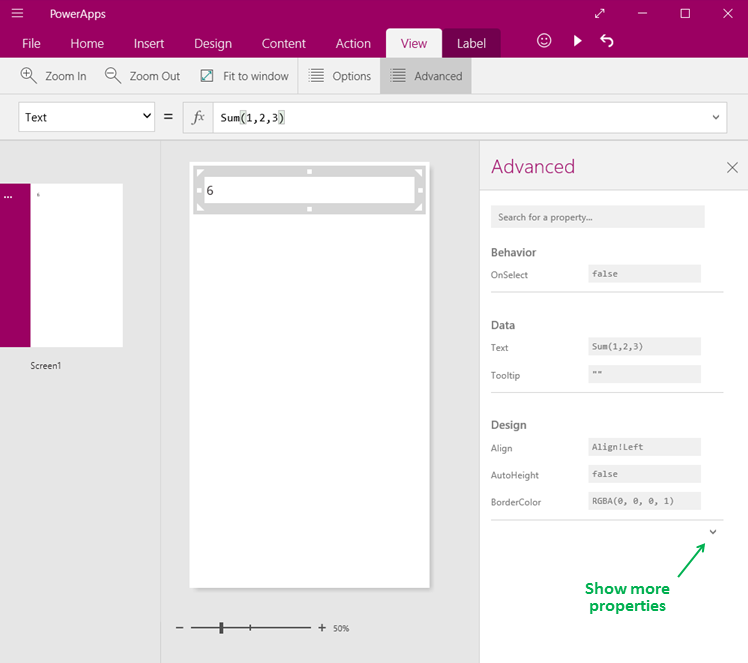 PowerApps
File Home Insert Design Content Action View Label
Zoom In Zoom Out Fit to window Options Advanced
Text = fx Sum(1,2,3)
Advanced
...
6
6
Search for a property...
Behavior
OnSelect false
Data
Text Sum(1,2,3)
Tooltip ""
Screen1
Design
Align Align!Left
AutoHeight false
BorderColor RGBA(0, 0, 0, 1)
Show more
properties
50%